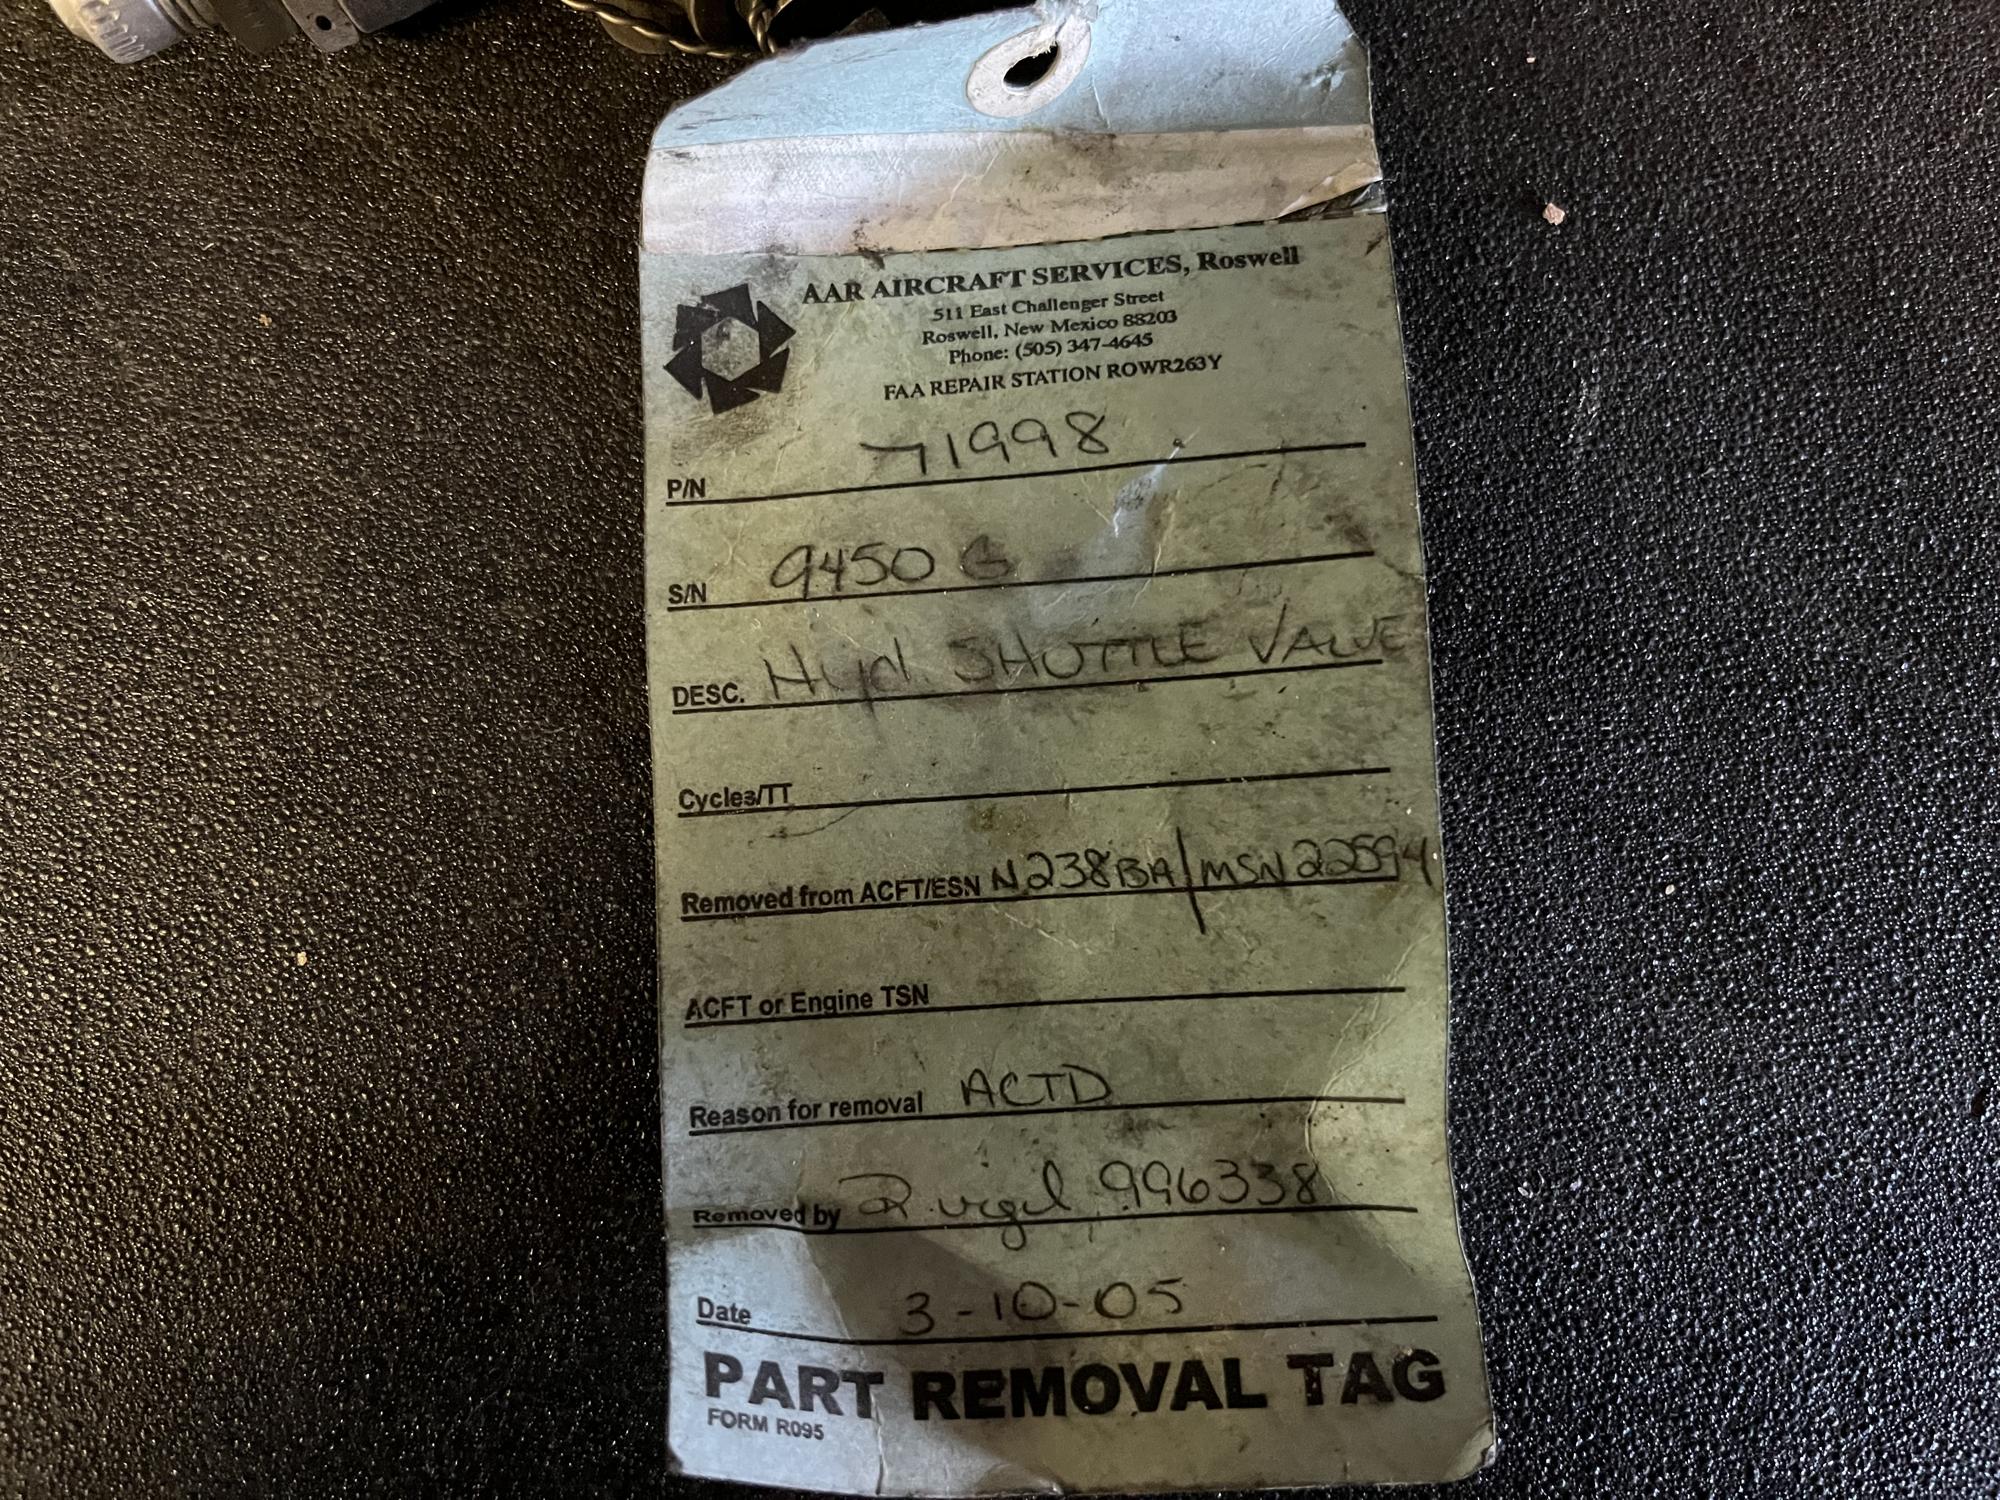 AAR AIRCRAFT SERVICES, Roswell
511 East Challenger Street
Roswell, New Mexico 88203
Phone: (505) 347-4645
FAA REPAIR STATION ROWR263Y
P/N 71998
S/N 9450 G
DESC. Hyd. SHUTTLE VALVE
Cycles/TT
Removed from ACFT/ESN N238BA/MSN22594
ACFT or Engine TSN
Reason for removal ACTD
Removed by R. Virgil 996338
Date 3-10-05
PART REMOVAL TAG
FORM R095